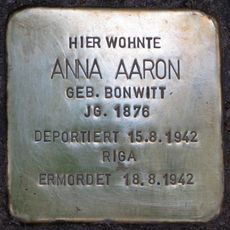 HIER WOHNTE
ANNA AARON
GEB. BONWITT
JG. 1876
DEPORTIERT 15.8.1942
RIGA
ERMORDET 18.8.1942